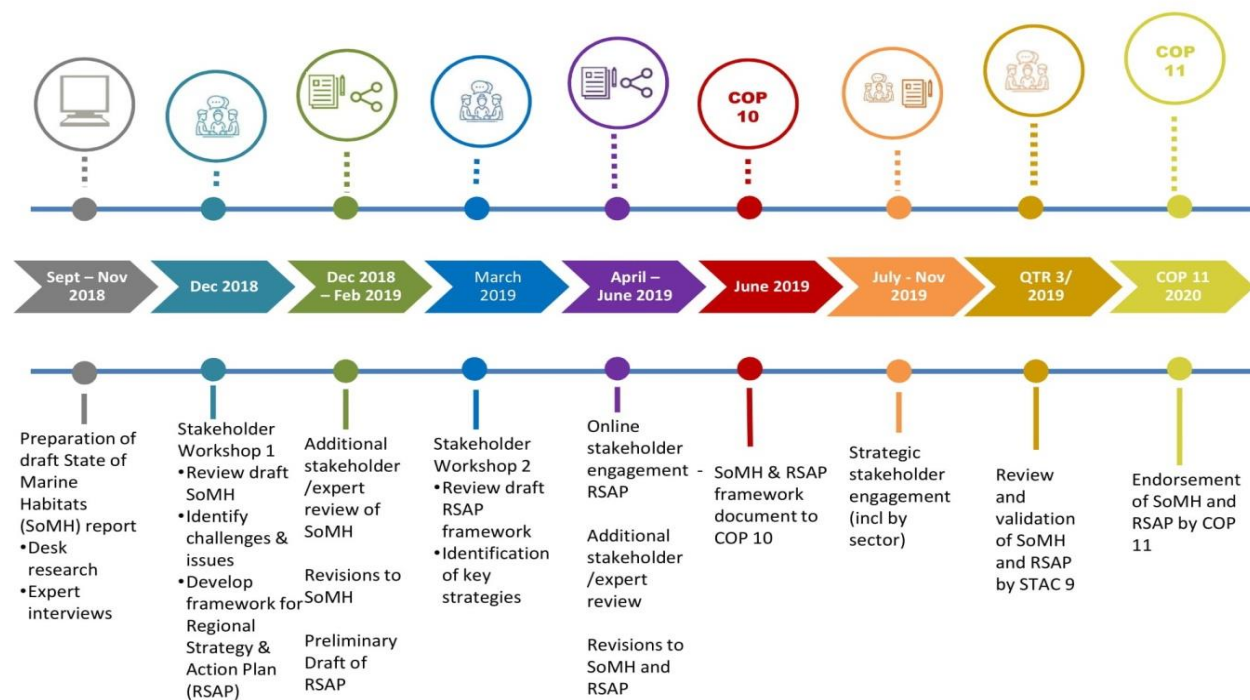 COP
10
COP
11
Sept – Nov
2018
Dec 2018
Dec 2018
– Feb 2019
March
2019
April –
June 2019
June 2019
July - Nov
2019
QTR 3/
2019
COP 11
2020
Preparation of
draft State of
Marine
Habitats
(SoMH) report
•Desk
research
•Expert
interviews
Stakeholder
Workshop 1
•Review draft
SoMH
•Identify
challenges &
issues
•Develop
framework for
Regional
Strategy &
Action Plan
(RSAP)
Additional
stakeholder
/expert
review of
SoMH
Revisions to
SoMH
Preliminary
Draft of
RSAP
Stakeholder
Workshop 2
•Review draft
RSAP
framework
•Identification
of key
strategies
Online
stakeholder
engagement -
RSAP
Additional
stakeholder
/expert
review
Revisions to
SoMH and
RSAP
SoMH & RSAP
framework
document to
COP 10
Strategic
stakeholder
engagement
(incl by
sector)
Review
and
validation
of SoMH
and RSAP
by STAC 9
Endorsement
of SoMH and
RSAP by COP
11